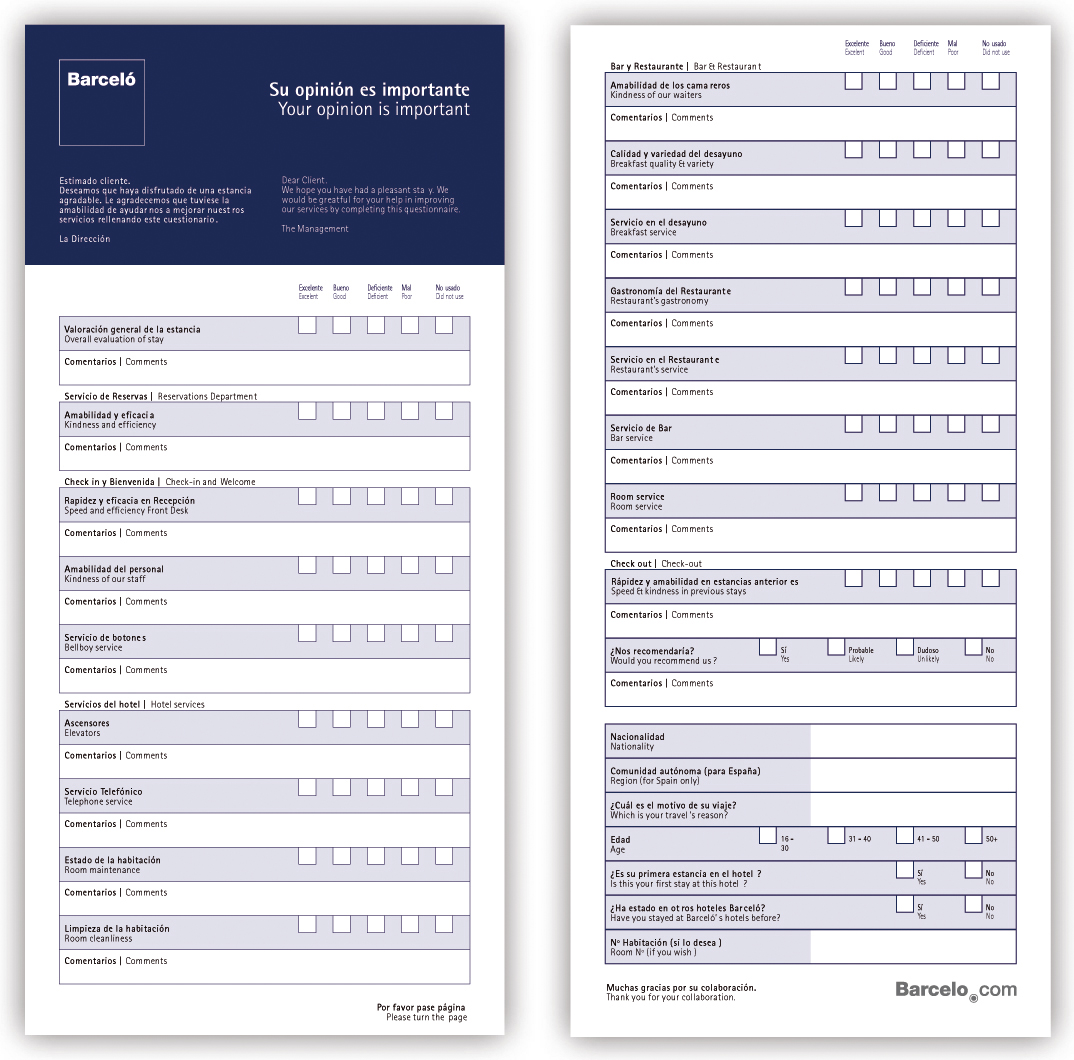 Barceló
Su opinión es importante
Your opinion is important
Estimado cliente.
Deseamos que haya disfrutado de una estancia
agradable. Le agradecemos que tuviese la
amabilidad de ayudar nos a mejorar nuest ros
servicios rellenando este cuestionario.
La Dirección
Dear Client.
We hope you have had a pleasant sta y. We
would be greatful for your help in improving
our services by completing this questionnaire.
The Management
Excelente Bueno Deficiente Mal No usado
Excelent Good Deficient Poor Did not use
Valoración general de la estancia
Overall evaluation of stay
Comentarios | Comments
Servicio de Reservas | Reservations Department
Amabilidad y eficacia
Kindness and efficiency
Comentarios | Comments
Check in y Bienvenida | Check-in and Welcome
Rapidez y eficacia en Recepción
Speed and efficiency Front Desk
Comentarios | Comments
Amabilidad del personal
Kindness of our staff
Comentarios | Comments
Servicio de botones
Bellboy service
Comentarios | Comments
Servicios del hotel | Hotel services
Ascensores
Elevators
Comentarios | Comments
Servicio Telefónico
Telephone service
Comentarios | Comments
Estado de la habitación
Room maintenance
Comentarios | Comments
Limpieza de la habitación
Room cleanliness
Comentarios | Comments
Por favor pase página
Please turn the page
Excelente Bueno Deficiente Mal No usado
Excelent Good Deficient Poor Did not use
Bar y Restaurante | Bar & Restaurant
Amabilidad de los cama reros
Kindness of our waiters
Comentarios | Comments
Calidad y variedad del desayuno
Breakfast quality & variety
Comentarios | Comments
Servicio en el desayuno
Breakfast service
Comentarios | Comments
Gastronomía del Restaurante
Restaurant's gastronomy
Comentarios | Comments
Servicio en el Restaurante
Restaurant's service
Comentarios | Comments
Servicio de Bar
Bar service
Comentarios | Comments
Room service
Room service
Comentarios | Comments
Check out | Check-out
Rápidez y amabilidad en estancias anterior es
Speed & kindness in previous stays
Comentarios | Comments
¿Nos recomendaría? Sí Probable Dudoso No
Would you recommend us ? Yes Likely Unlikely No
Comentarios | Comments
Nacionalidad
Nationality
Comunidad autónoma (para España)
Region (for Spain only)
¿Cuál es el motivo de su viaje?
Which is your travel 's reason?
Edad 16 - 30 31 - 40 41 - 50 50+
Age
¿Es su primera estancia en el hotel ? Sí No
Is this your first stay at this hotel ? Yes No
¿Ha estado en ot ros hoteles Barceló? Sí No
Have you stayed at Barceló' s hotels before? Yes No
Nº Habitación (si lo desea )
Room Nº (if you wish )
Muchas gracias por su colaboración.
Thank you for your collaboration.
Barcelo.com